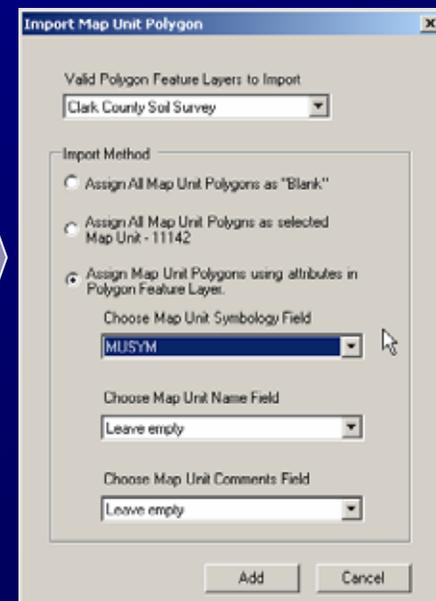 Import Map Unit Polygon
Valid Polygon Feature Layers to Import
Clark County Soil Survey
Import Method
Assign All Map Unit Polygons as "Blank"
Assign All Map Unit Polygns as selected
Map Unit - 11142
Assign Map Unit Polygons using attributes in
Polygon Feature Layer.
Choose Map Unit Symbology Field
MUSYM
Choose Map Unit Name Field
Leave empty
Choose Map Unit Comments Field
Leave empty
Add
Cancel